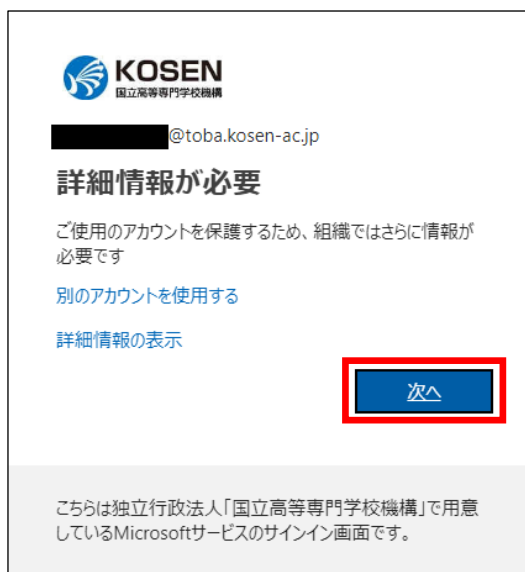 KOSEN
国立高等専門学校機構
@toba.kosen-ac.jp
詳細情報が必要
ご使用のアカウントを保護するため、組織ではさらに情報が
必要です
別のアカウントを使用する
詳細情報の表示
次へ
こちらは独立行政法人「国立高等専門学校機構」で用意
しているMicrosoftサービスのサインイン画面です。